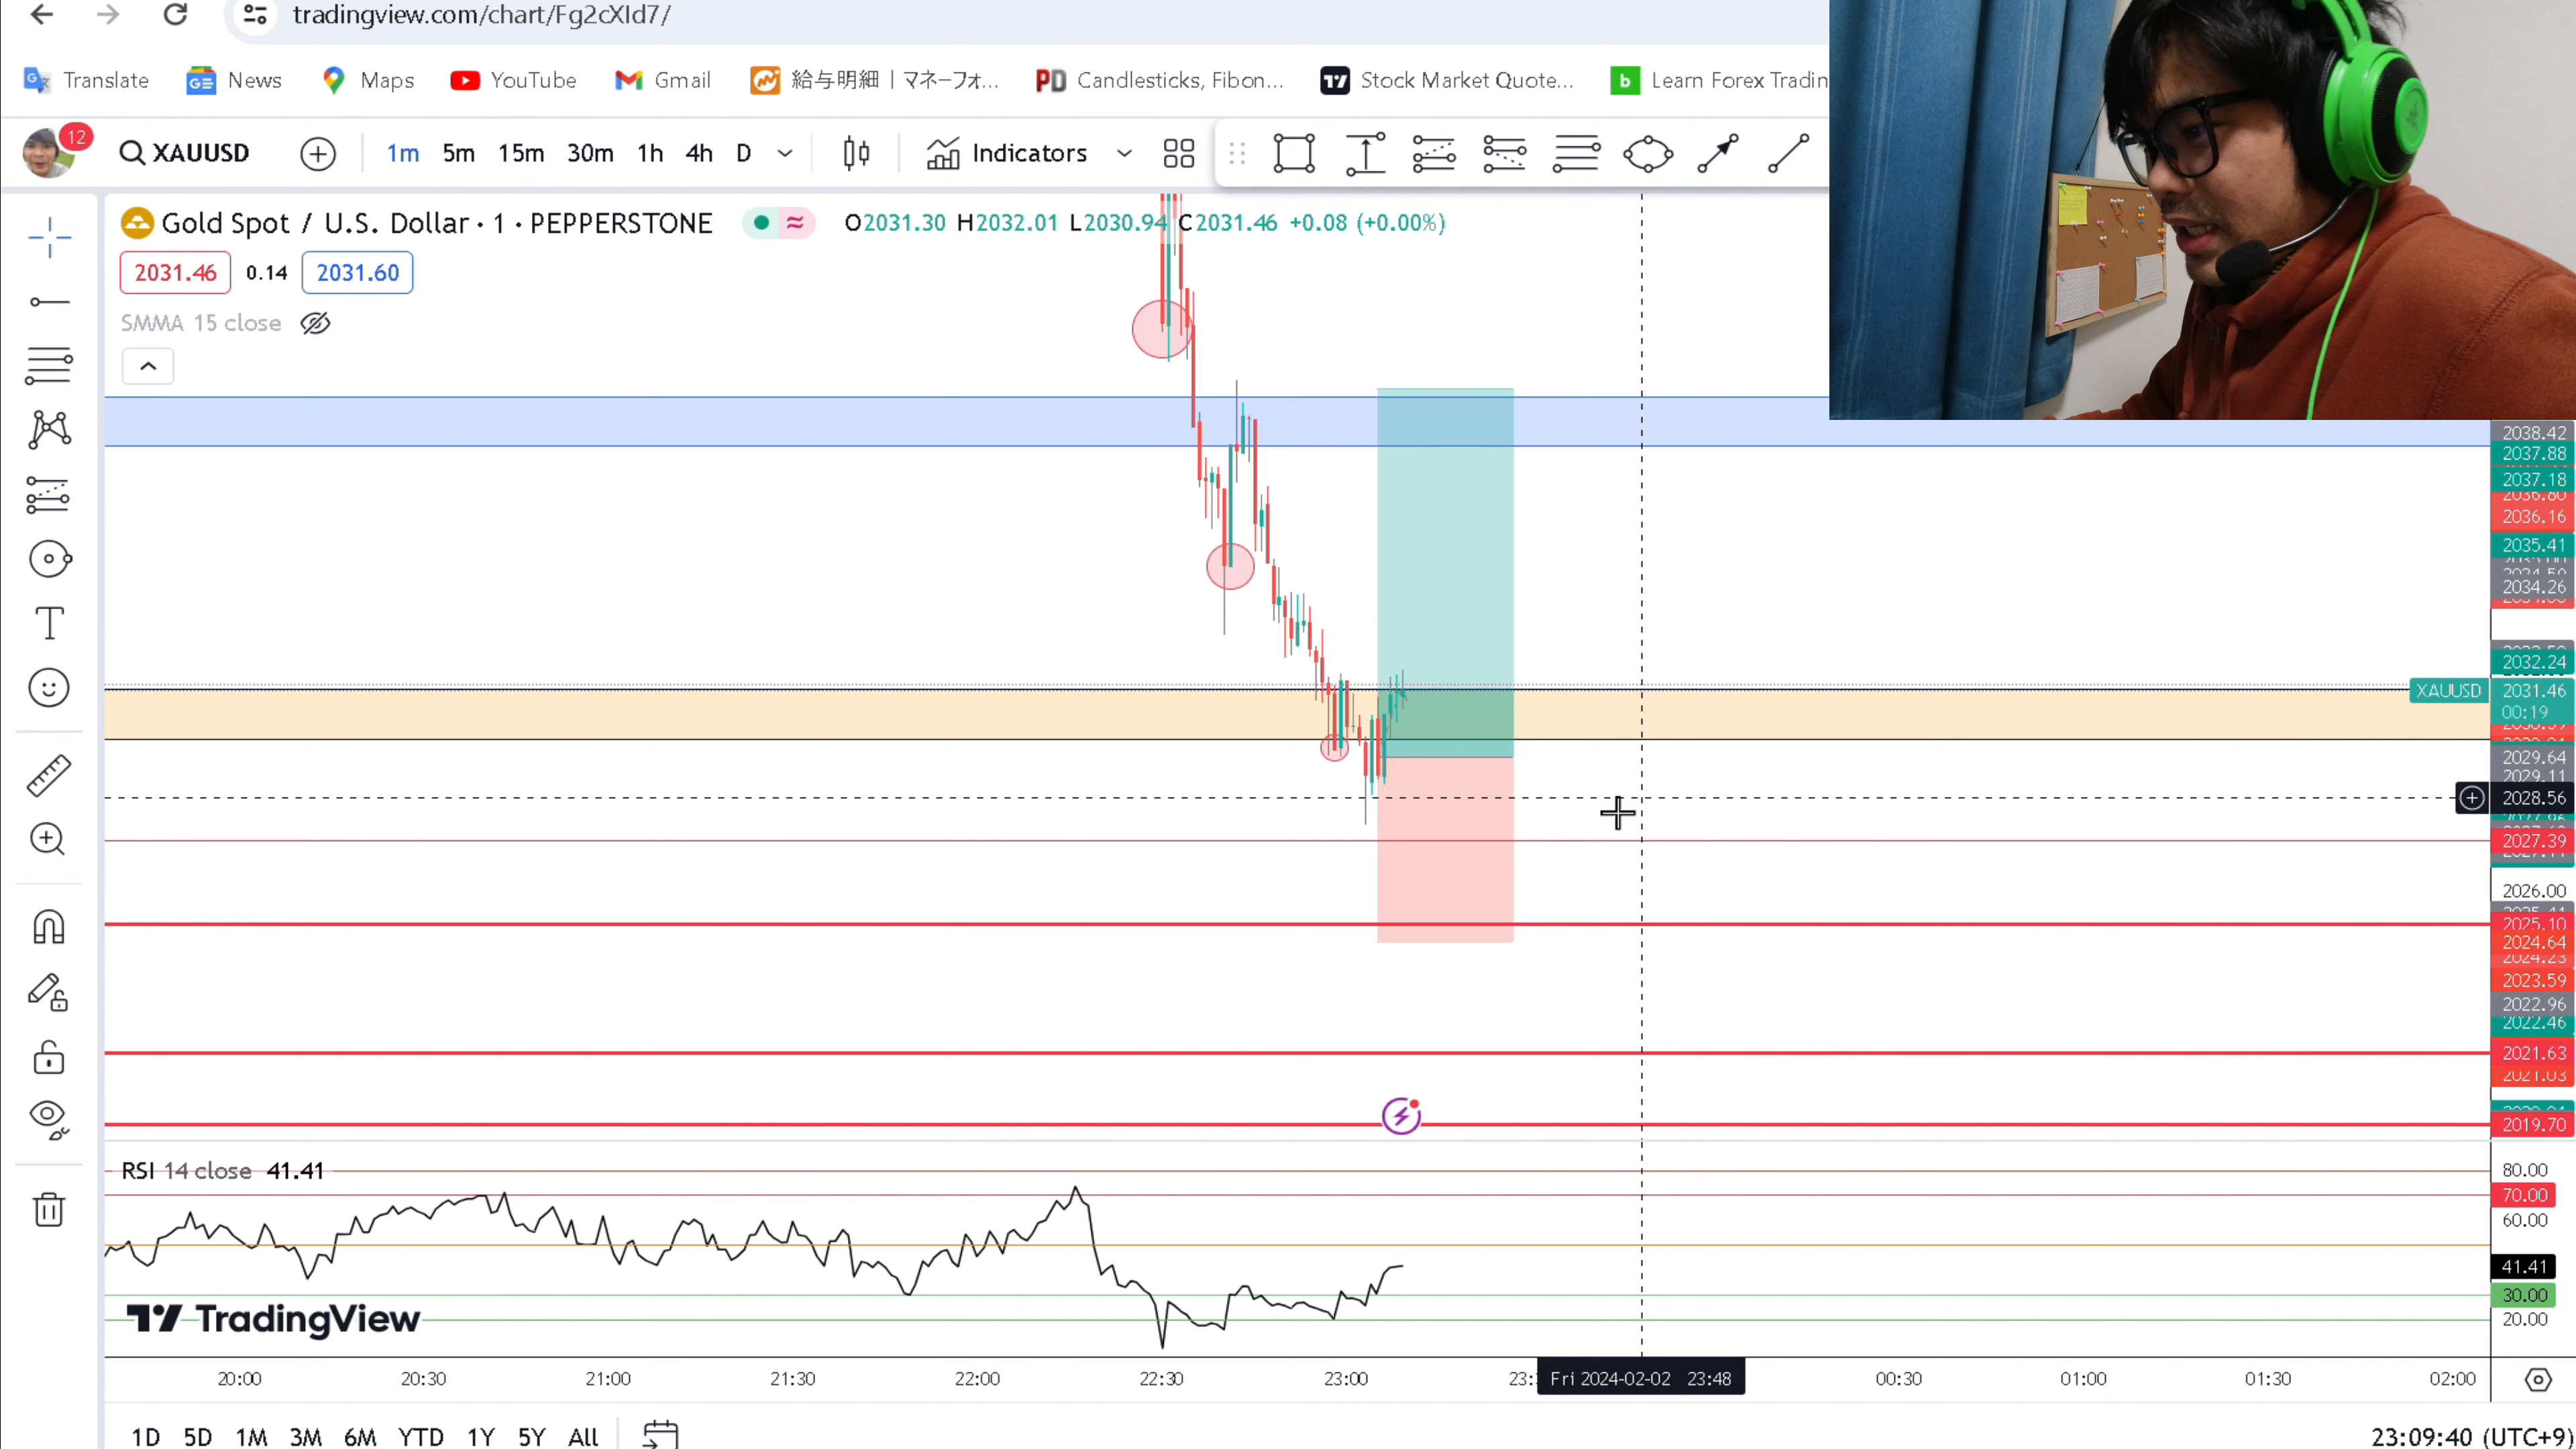 tradingview.com/chart/Fg2cXId7/
Translate News Maps YouTube Gmail 給与明細 | マネーフォ... PD Candlesticks, Fibon... Stock Market Quote... b Learn Forex Tradin
12 XAUUSD 1m 5m 15m 30m 1h 4h D Indicators
Gold Spot / U.S. Dollar · 1 · PEPPERSTONE O2031.30 H2032.01 L2030.94 C2031.46 +0.08 (+0.00%)
2031.46 0.14 2031.60
SMMA 15 close
2038.42
2037.88
2037.18
2036.16
2035.41
2034.26
2032.24
XAUUSD 2031.46
00:19
2029.64
2029.11
2028.56
2027.39
2026.00
2025.10
2024.64
2024.23
2023.59
2022.96
2022.46
2021.63
2021.03
2019.70
RSI 14 close 41.41
80.00
70.00
60.00
41.41
30.00
20.00
TradingView
20:00 20:30 21:00 21:30 22:00 22:30 23:00 Fri 2024-02-02 23:48 00:30 01:00 01:30 02:00
1D 5D 1M 3M 6M YTD 1Y 5Y All 23:09:40 (UTC+9)